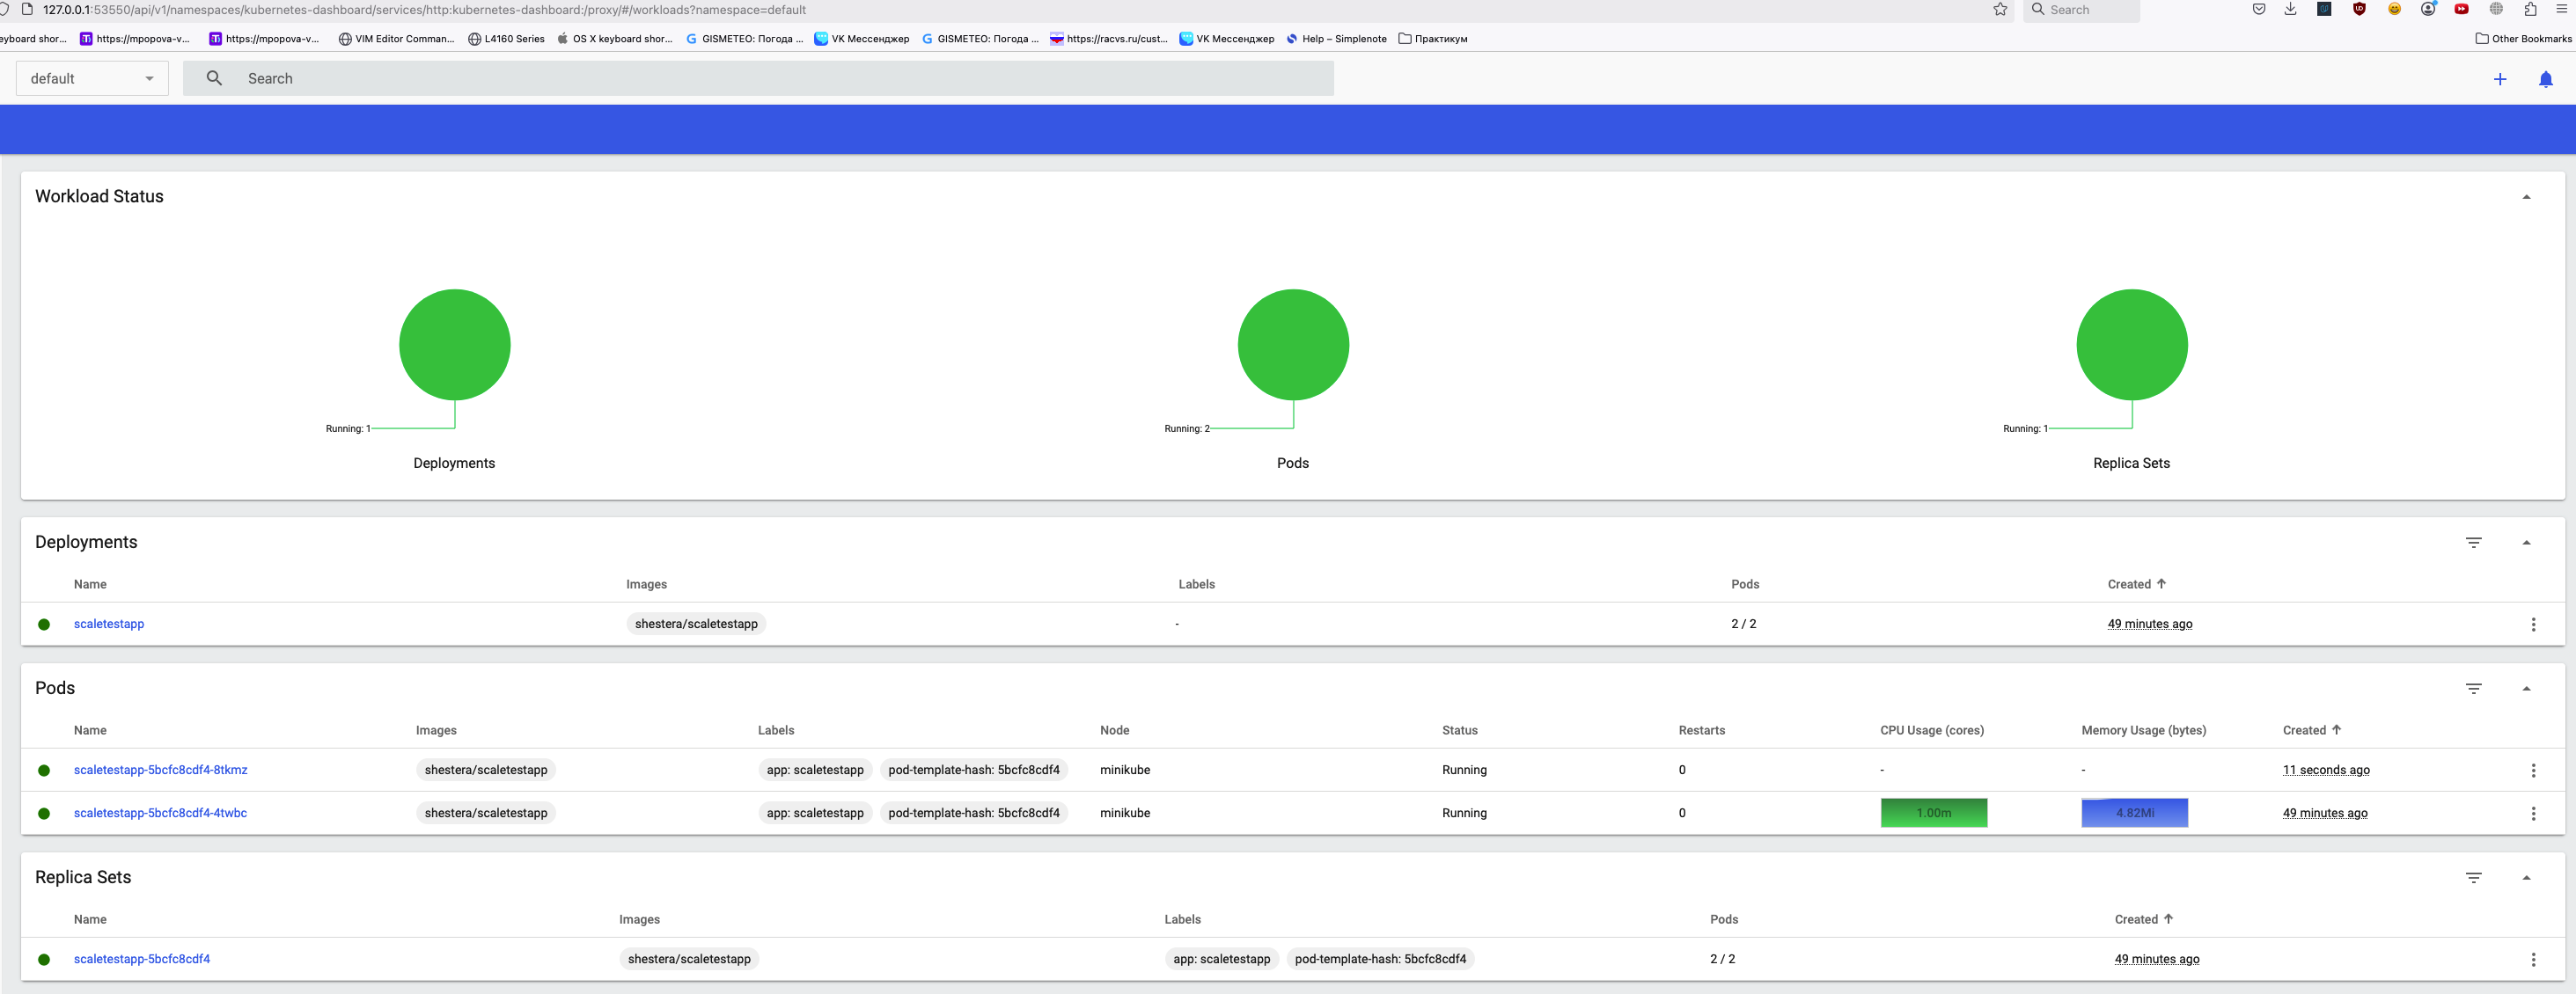 127.0.0.1:53550/api/v1/namespaces/kubernetes-dashboard/services/http:kubernetes-dashboard:/proxy/#/workloads?namespace=default Search
eyboard shor... https://mpopova-v... https://mpopova-v... VIM Editor Comman... L4160 Series OS X keyboard shor... GISMETEO: Погода ... VK Мессенджер GISMETEO: Погода ... https://racvs.ru/cust... VK Мессенджер Help – Simplenote Практикум Other Bookmarks
default Search
Workload Status
Running: 1 Running: 2 Running: 1
Deployments Pods Replica Sets
Deployments
Name Images Labels Pods Created
scaletestapp shestera/scaletestapp - 2 / 2 49 minutes ago
Pods
Name Images Labels Node Status Restarts CPU Usage (cores) Memory Usage (bytes) Created
scaletestapp-5bcfc8cdf4-8tkmz shestera/scaletestapp app: scaletestapp pod-template-hash: 5bcfc8cdf4 minikube Running 0 - - 11 seconds ago
scaletestapp-5bcfc8cdf4-4twbc shestera/scaletestapp app: scaletestapp pod-template-hash: 5bcfc8cdf4 minikube Running 0 1.00m 4.82Mi 49 minutes ago
Replica Sets
Name Images Labels Pods Created
scaletestapp-5bcfc8cdf4 shestera/scaletestapp app: scaletestapp pod-template-hash: 5bcfc8cdf4 2 / 2 49 minutes ago